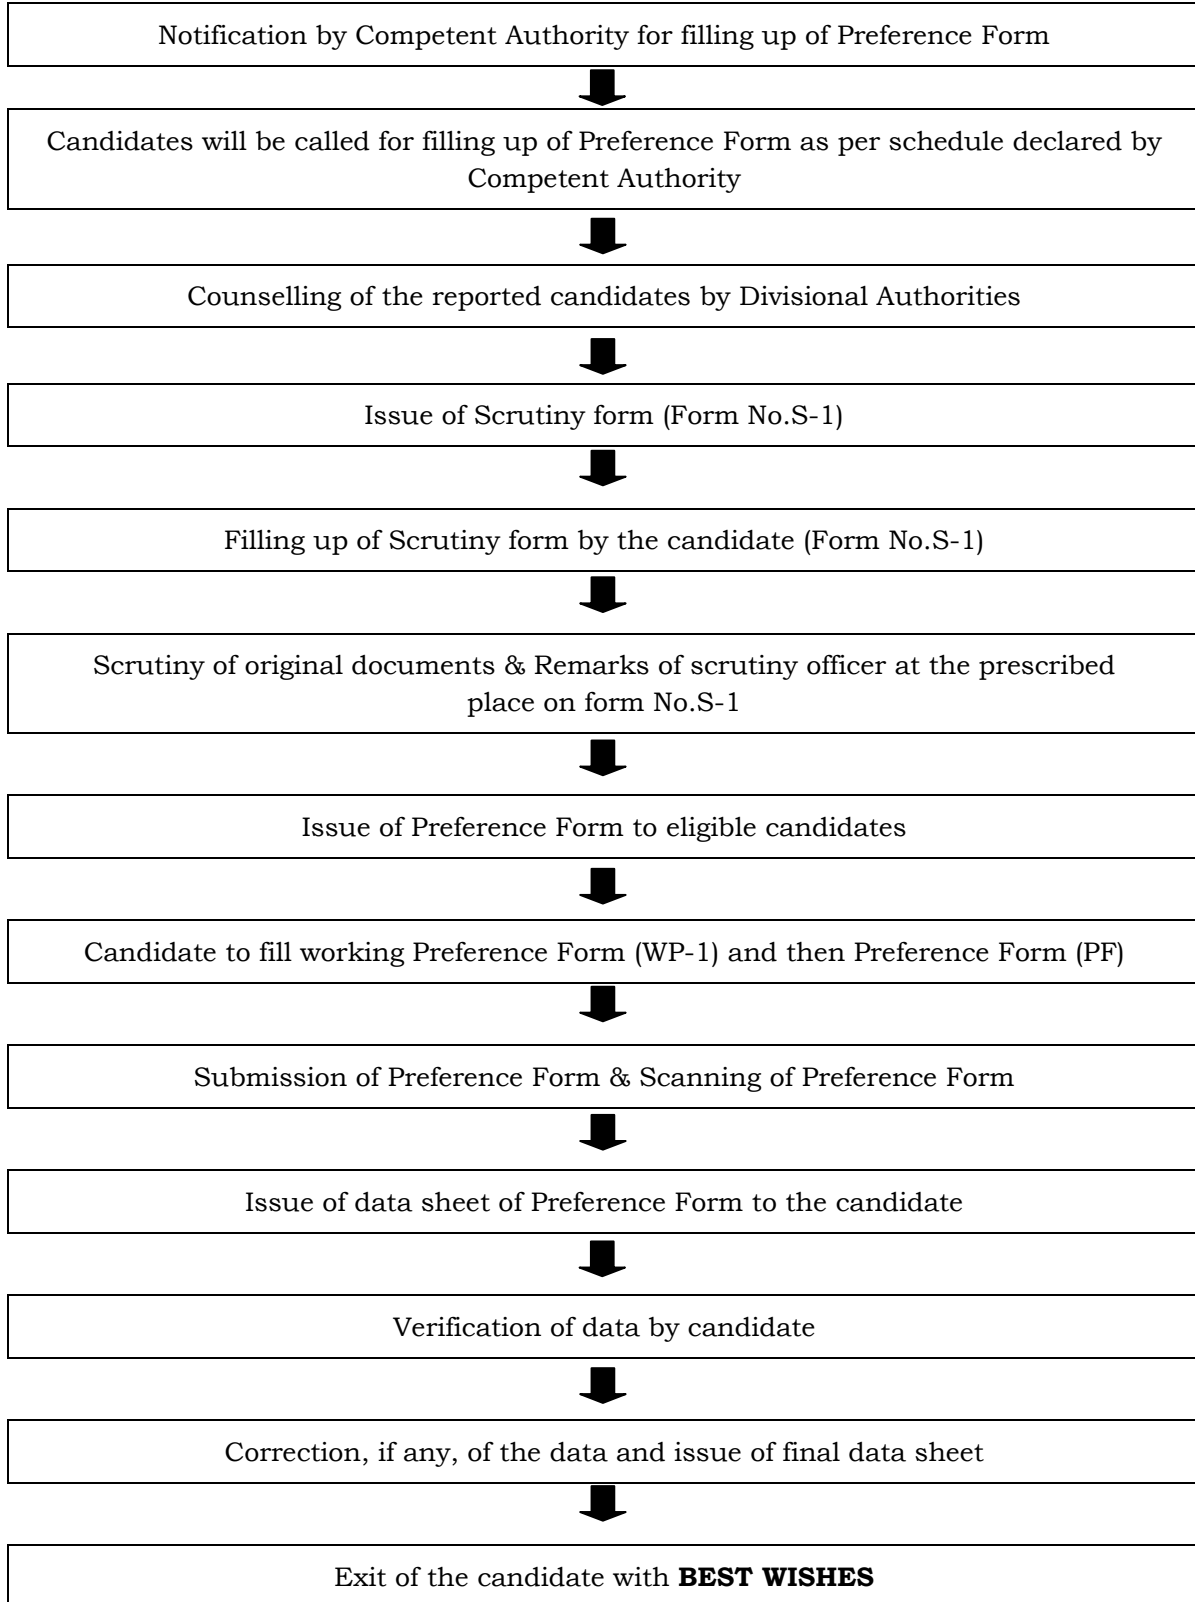 Notification by Competent Authority for filling up of Preference Form
Candidates will be called for filling up of Preference Form as per schedule declared by
Competent Authority
Counselling of the reported candidates by Divisional Authorities
Issue of Scrutiny form (Form No.S-1)
Filling up of Scrutiny form by the candidate (Form No.S-1)
Scrutiny of original documents & Remarks of scrutiny officer at the prescribed
place on form No.S-1
Issue of Preference Form to eligible candidates
Candidate to fill working Preference Form (WP-1) and then Preference Form (PF)
Submission of Preference Form & Scanning of Preference Form
Issue of data sheet of Preference Form to the candidate
Verification of data by candidate
Correction, if any, of the data and issue of final data sheet
Exit of the candidate with BEST WISHES